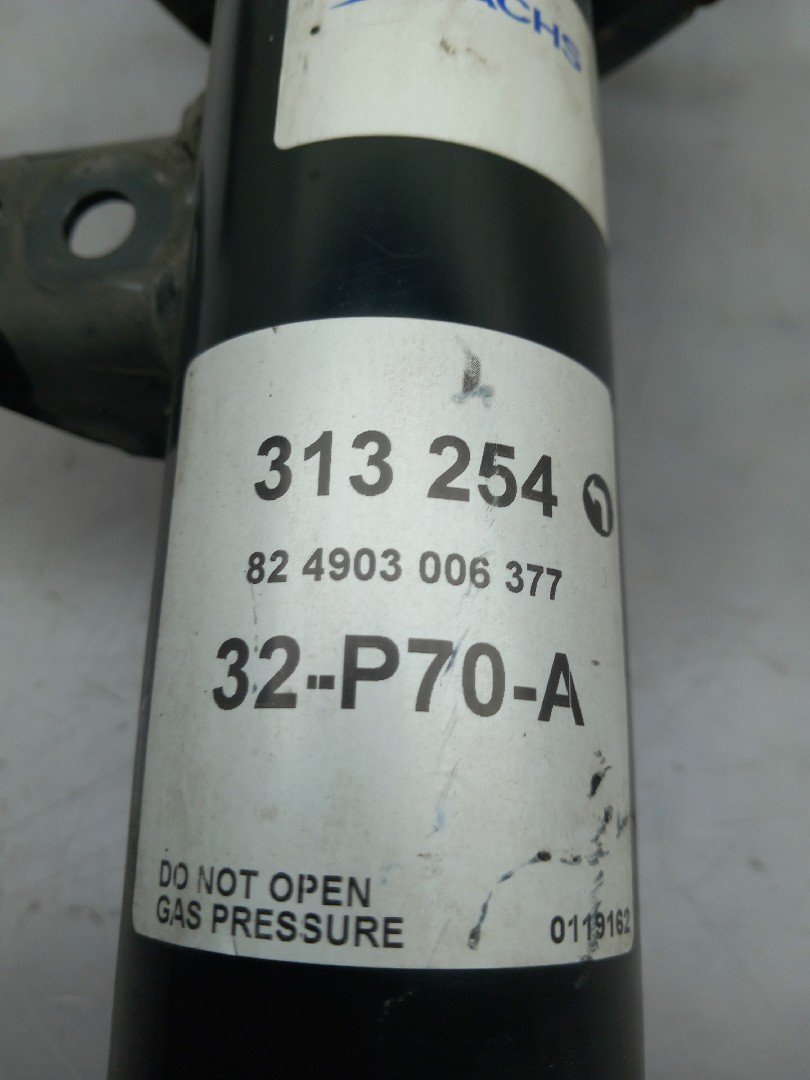 ACHS
313 254
82 4903 006 377
32-P70-A
DO NOT OPEN
GAS PRESSURE
0119162